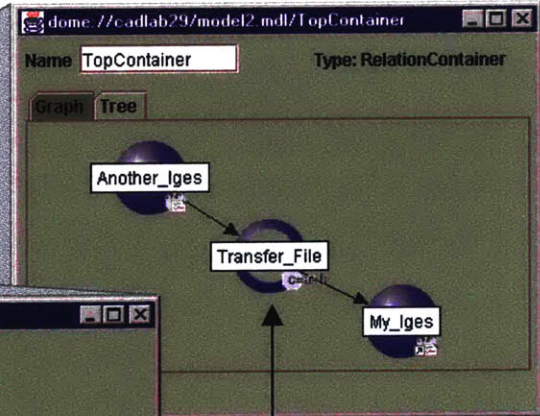 dome://cadlab29/model2.mdl/TopContainer
Name TopContainer Type: RelationContainer
Graph Tree
Another_Iges
Transfer_File
My_Iges